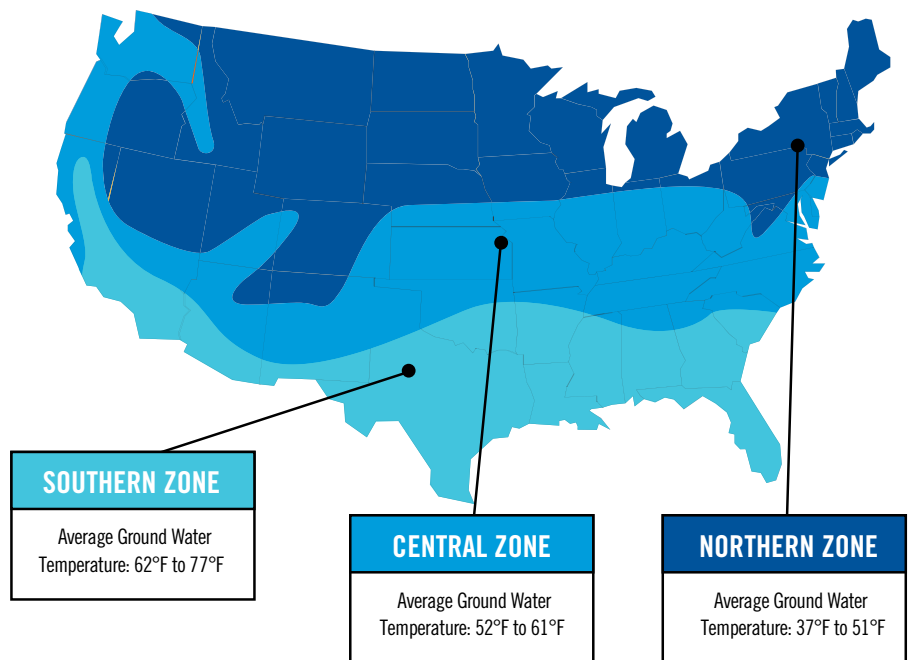 SOUTHERN ZONE
Average Ground Water
Temperature: 62°F to 77°F
CENTRAL ZONE
Average Ground Water
Temperature: 52°F to 61°F
NORTHERN ZONE
Average Ground Water
Temperature: 37°F to 51°F